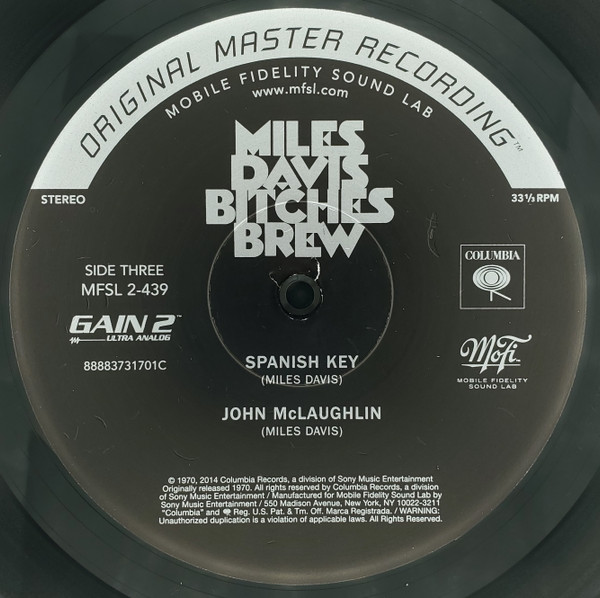 ORIGINAL MASTER RECORDING™
MOBILE FIDELITY SOUND LAB
www.mfsl.com
MILES
DAVIS
BITCHES
BREW
STEREO
33 1/3 RPM
SIDE THREE
MFSL 2-439
COLUMBIA
GAIN 2™
ULTRA ANALOG
88883731701C
MoFi™
MOBILE FIDELITY
SOUND LAB
SPANISH KEY
(MILES DAVIS)
JOHN McLAUGHLIN
(MILES DAVIS)
© 1970, 2014 Columbia Records, a division of Sony Music Entertainment
Originally released 1970. All rights reserved by Columbia Records, a division
of Sony Music Entertainment / Manufactured for Mobile Fidelity Sound Lab by
Sony Music Entertainment / 550 Madison Avenue, New York, NY 10022-3211
"Columbia" and Reg. U.S. Pat. & Tm. Off. Marca Registrada. / WARNING:
Unauthorized duplication is a violation of applicable laws. All Rights Reserved.